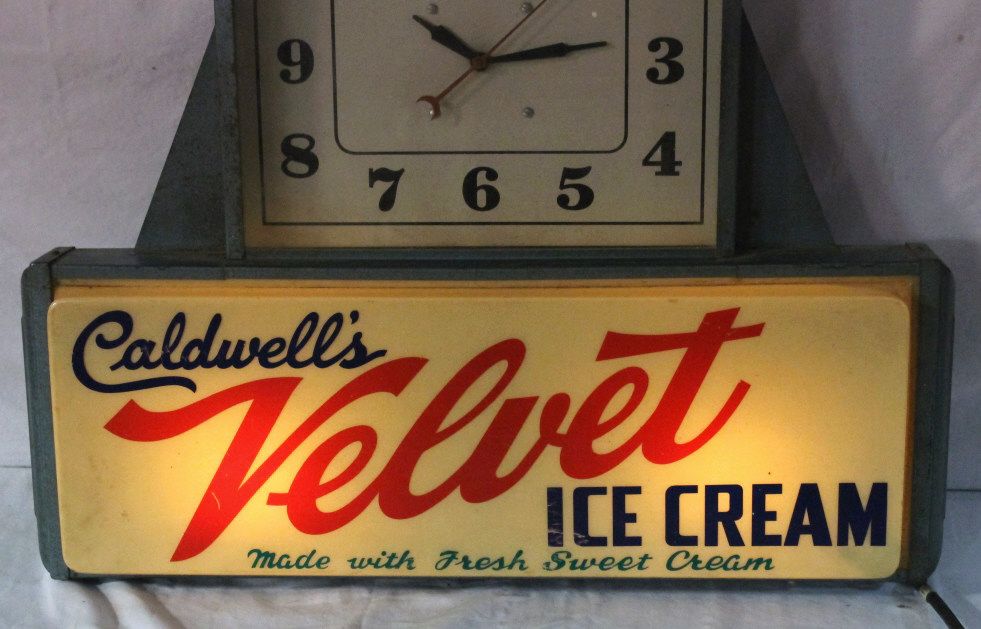 9 3
8 4
7 6 5
Caldwell's
Velvet
ICE CREAM
Made with Fresh Sweet Cream